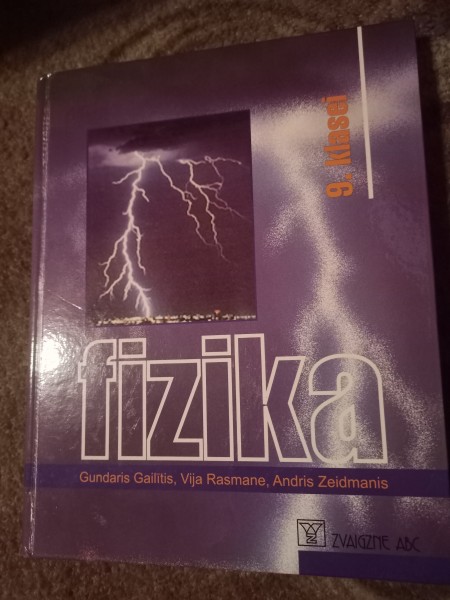 9. klasei
fizika
Gundaris Gailītis, Vija Rasmane, Andris Zeidmanis
ZVAIGZNE ABC